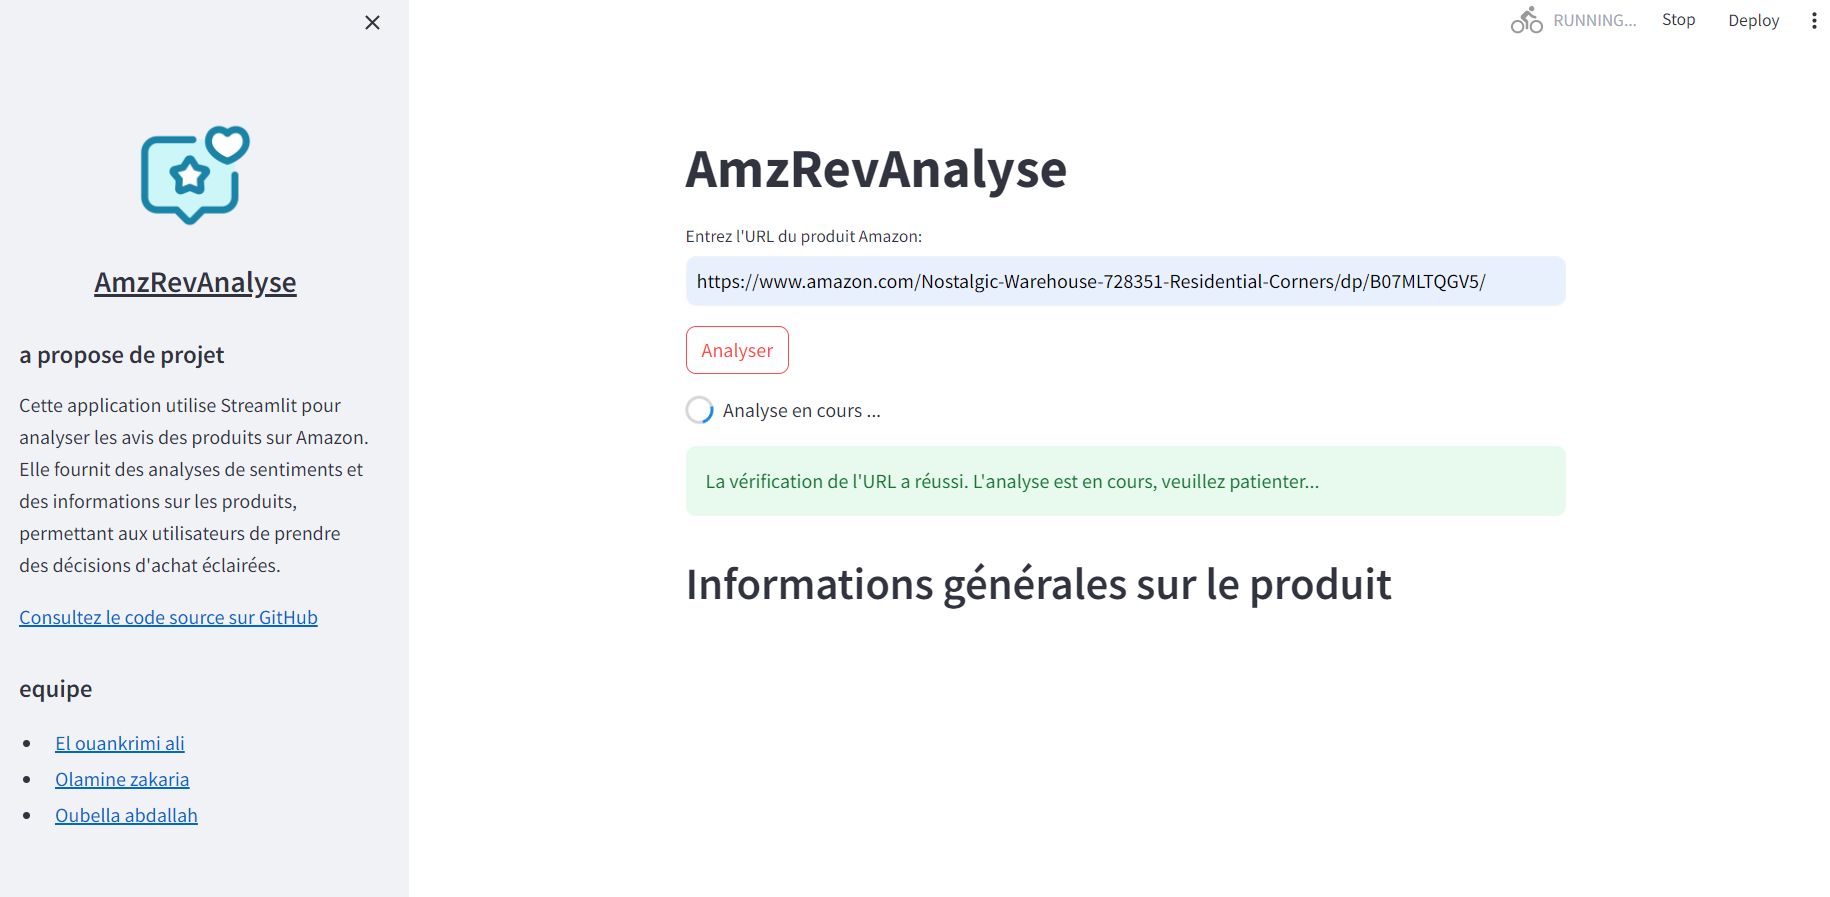 RUNNING...
Stop
Deploy
AmzRevAnalyse
a propose de projet
Cette application utilise Streamlit pour
analyser les avis des produits sur Amazon.
Elle fournit des analyses de sentiments et
des informations sur les produits,
permettant aux utilisateurs de prendre
des décisions d'achat éclairées.
Consultez le code source sur GitHub
equipe
El ouankrimi ali
Olamine zakaria
Oubella abdallah
AmzRevAnalyse
Entrez l'URL du produit Amazon:
https://www.amazon.com/Nostalgic-Warehouse-728351-Residential-Corners/dp/B07MLTQGV5/
Analyser
Analyse en cours ...
La vérification de l'URL a réussi. L'analyse est en cours, veuillez patienter...
Informations générales sur le produit